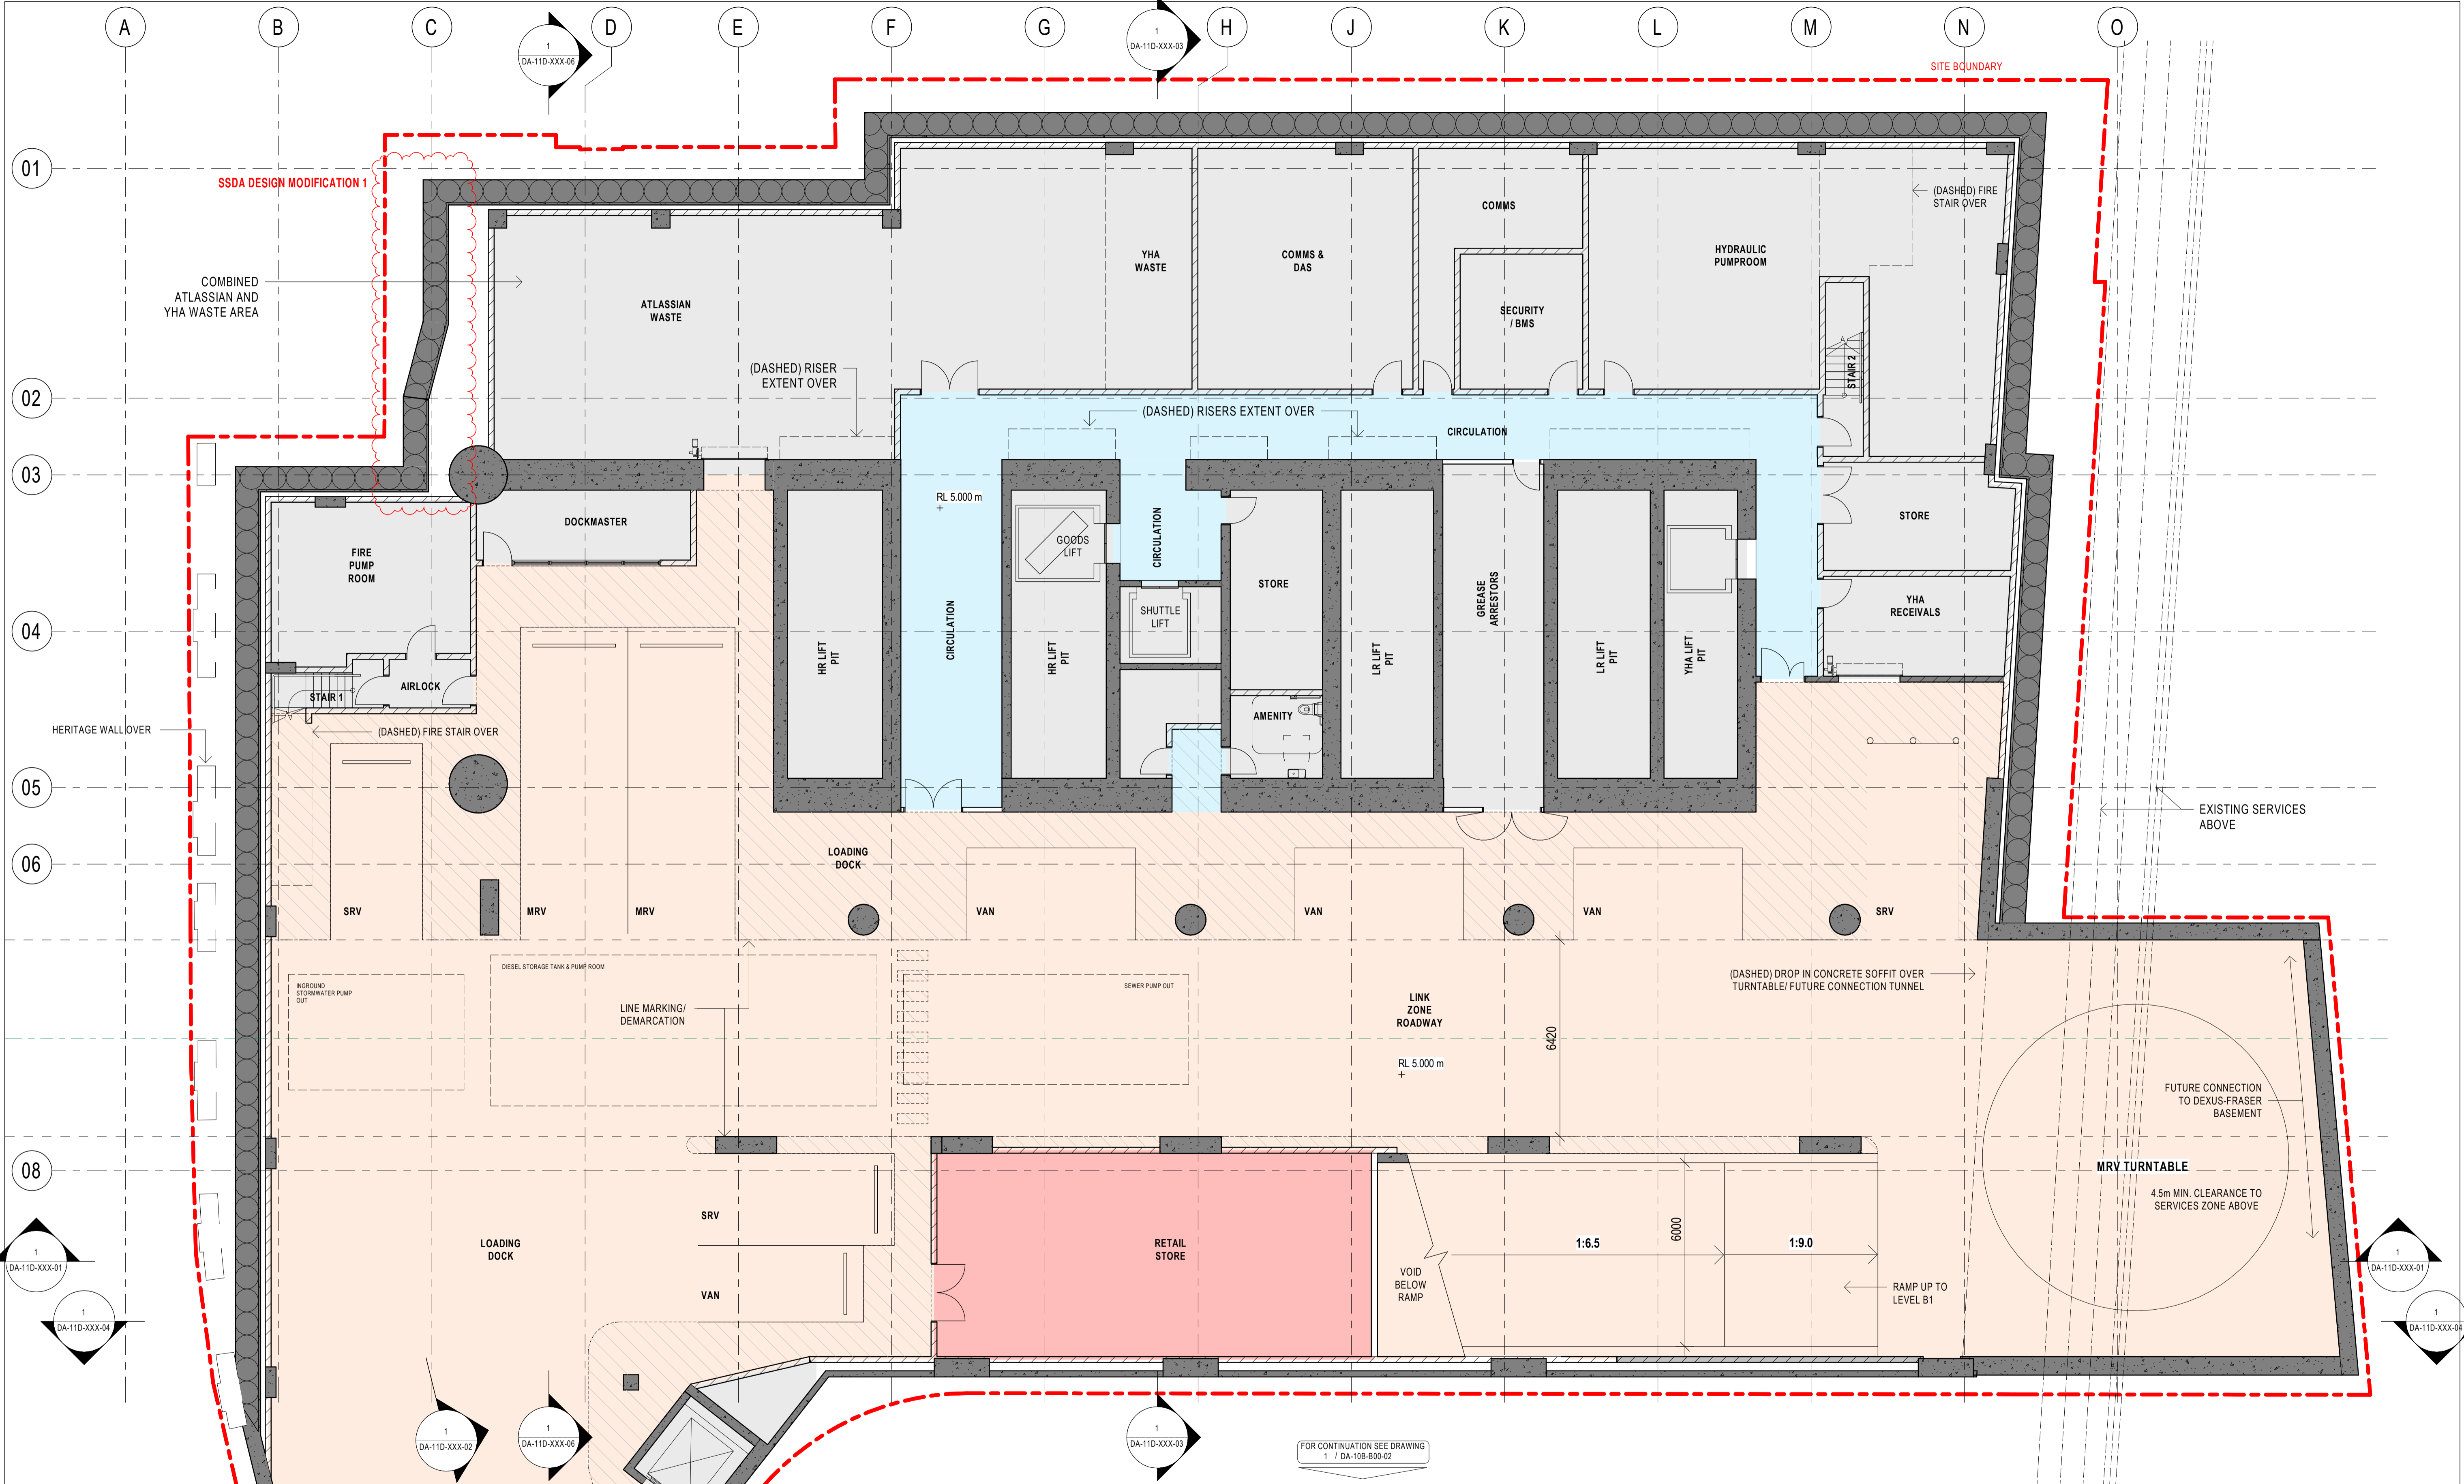 A
B
C
D
E
F
G
H
J
K
L
M
N
O
1
DA-11D-XXX-06
1
DA-11D-XXX-03
SITE BOUNDARY
01
SSDA DESIGN MODIFICATION 1
(DASHED) FIRE
STAIR OVER
COMMS
COMBINED
ATLASSIAN AND
YHA WASTE AREA
ATLASSIAN
WASTE
YHA
WASTE
COMMS &
DAS
SECURITY
/ BMS
HYDRAULIC
PUMPROOM
(DASHED) RISER
EXTENT OVER
STAIR 2
02
(DASHED) RISERS EXTENT OVER
CIRCULATION
03
RL 5.000 m
DOCKMASTER
FIRE
PUMP
ROOM
GOODS
LIFT
CIRCULATION
STORE
STORE
GREASE
ARRESTORS
SHUTTLE
LIFT
YHA
RECEIVALS
04
CIRCULATION
HR LIFT
PIT
HR LIFT
PIT
LR LIFT
PIT
LR LIFT
PIT
YHA LIFT
PIT
STAIR 1
AIRLOCK
AMENITY
HERITAGE WALL OVER
(DASHED) FIRE STAIR OVER
05
EXISTING SERVICES
ABOVE
06
LOADING
DOCK
SRV
MRV
MRV
VAN
VAN
VAN
SRV
DIESEL STORAGE TANK & PUMP ROOM
INGROUND
STORMWATER PUMP
OUT
LINE MARKING/
DEMARCATION
SEWER PUMP OUT
LINK
ZONE
ROADWAY
(DASHED) DROP IN CONCRETE SOFFIT OVER
TURNTABLE/ FUTURE CONNECTION TUNNEL
6420
RL 5.000 m
FUTURE CONNECTION
TO DEXUS-FRASER
BASEMENT
08
MRV TURNTABLE
4.5m MIN. CLEARANCE TO
SERVICES ZONE ABOVE
SRV
LOADING
DOCK
RETAIL
STORE
6000
1:6.5
1:9.0
VAN
VOID
BELOW
RAMP
RAMP UP TO
LEVEL B1
1
DA-11D-XXX-01
1
DA-11D-XXX-04
1
DA-11D-XXX-01
1
DA-11D-XXX-04
1
DA-11D-XXX-02
1
DA-11D-XXX-06
1
DA-11D-XXX-03
FOR CONTINUATION SEE DRAWING
1 / DA-10B-B00-02